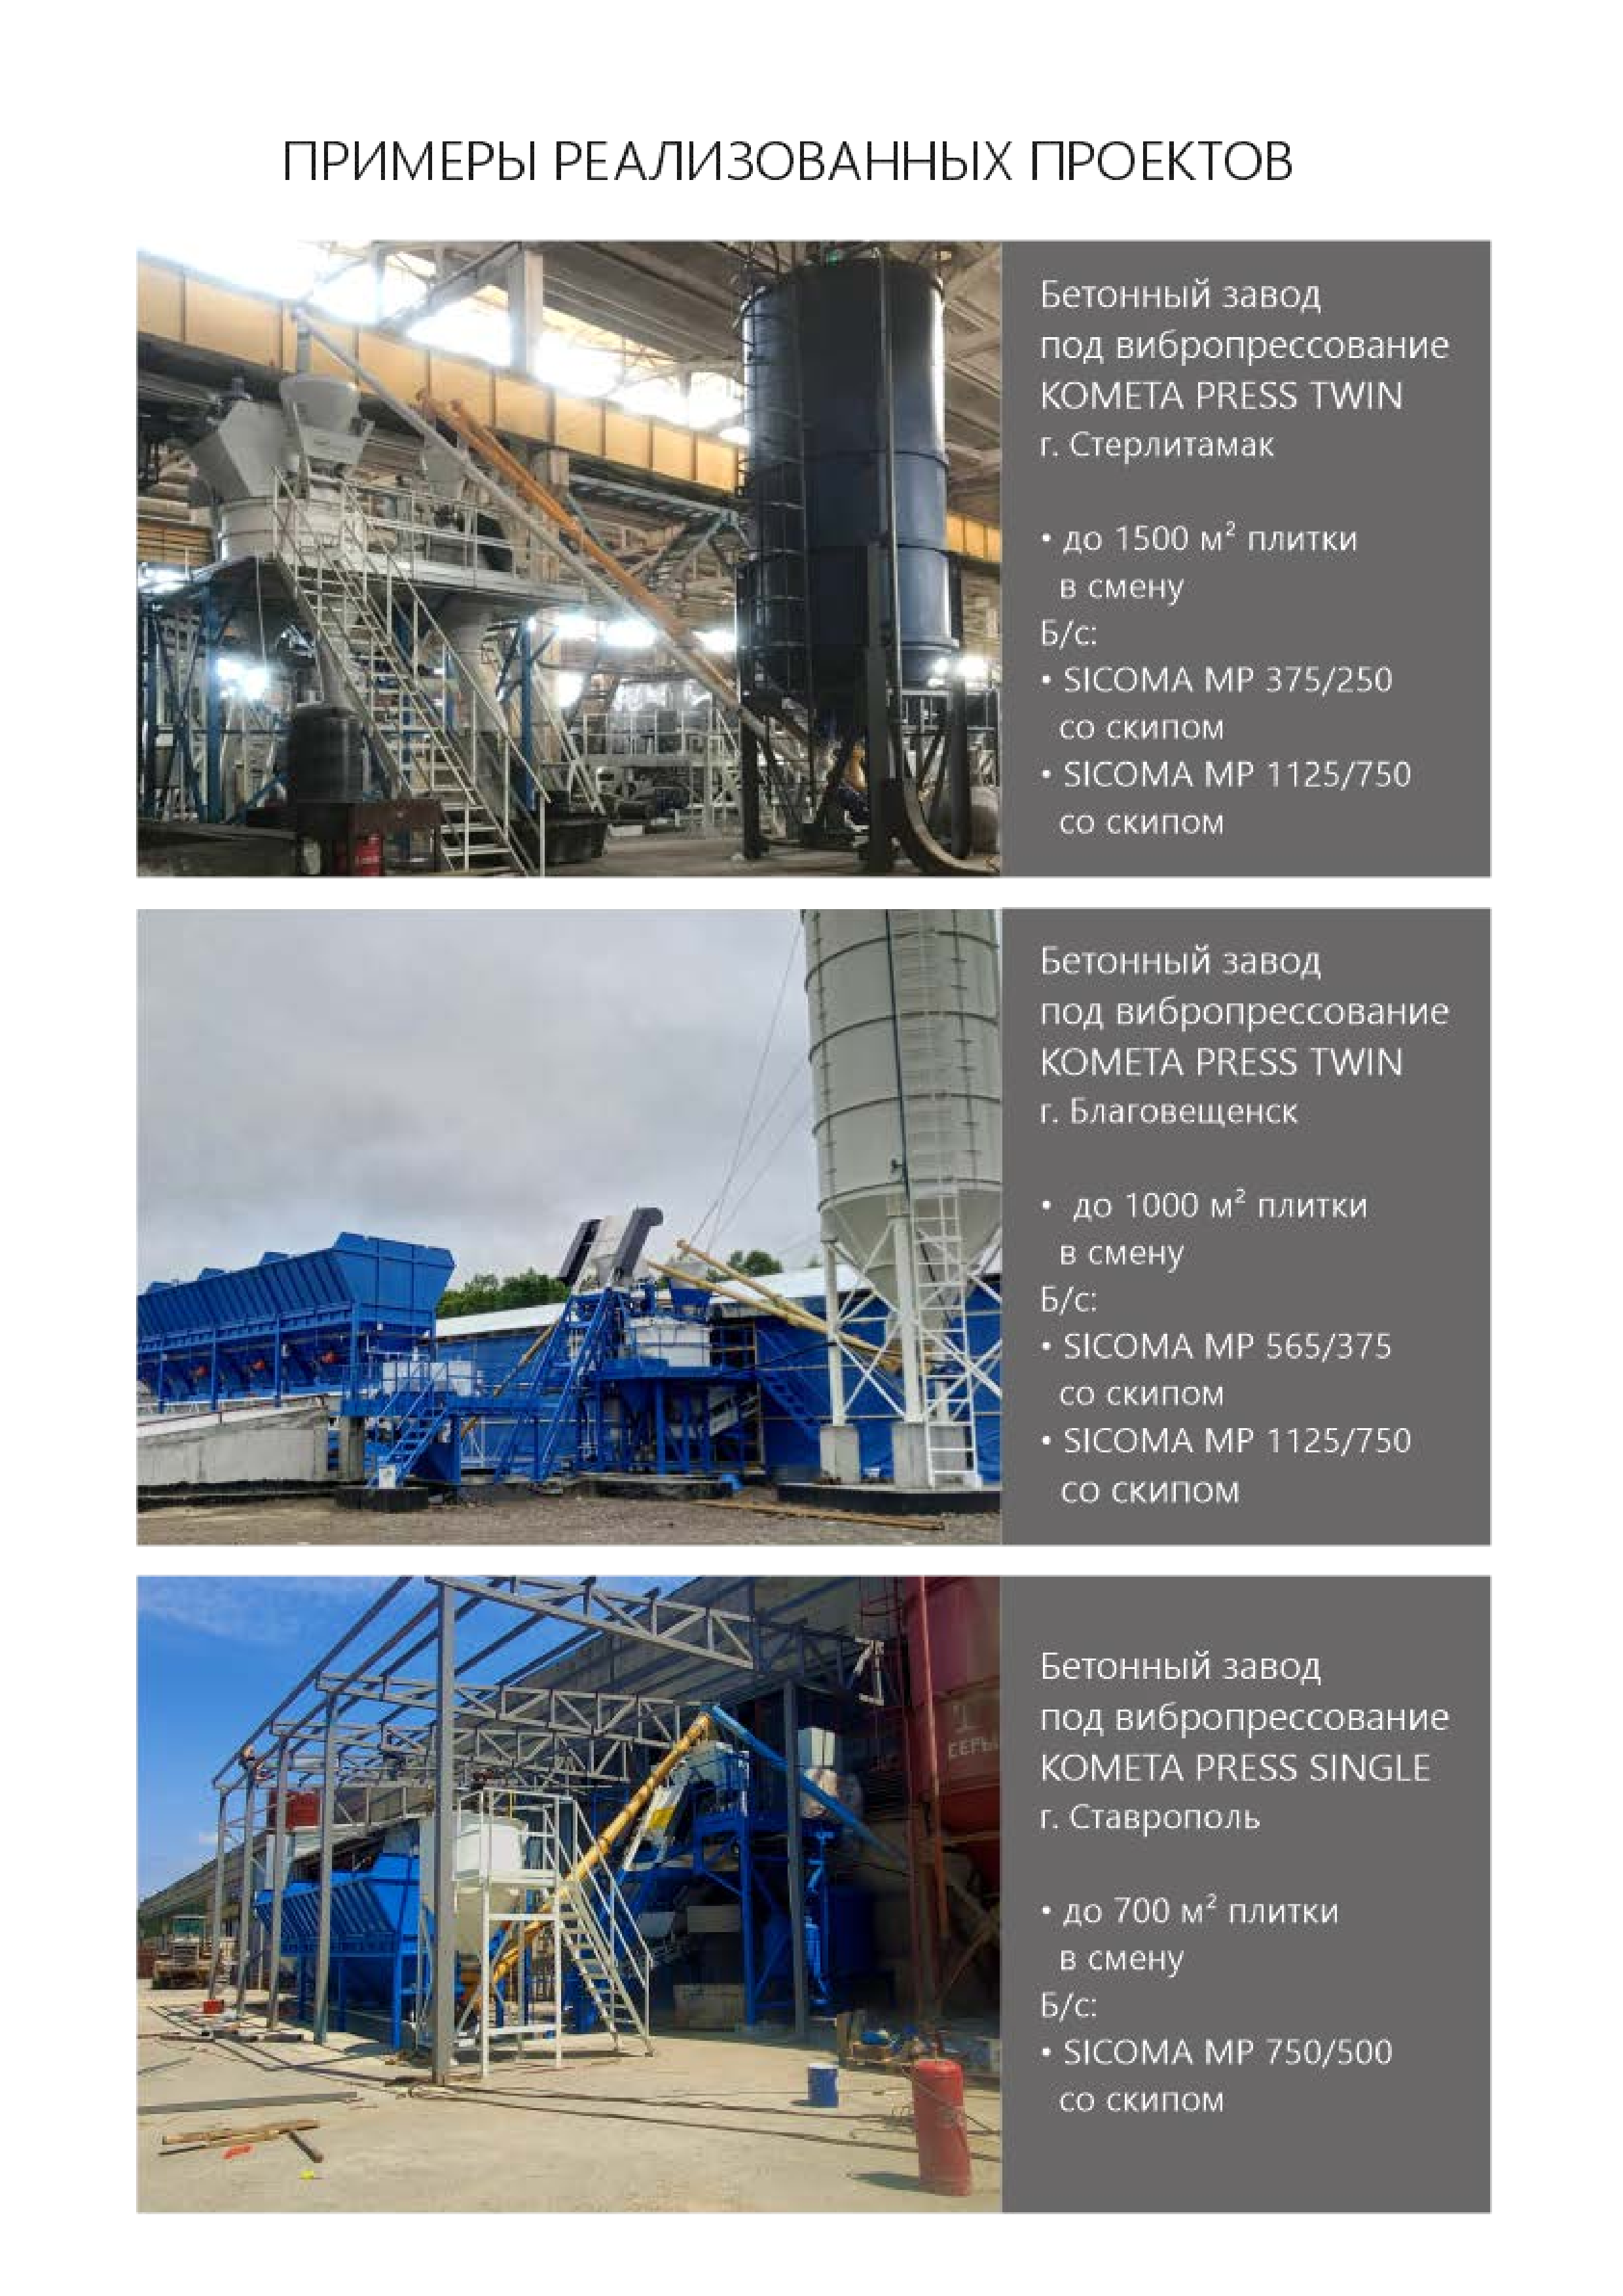 ПРИМЕРЫ РЕАЛИЗОВАННЫХ ПРОЕКТОВ
Бетонный завод
под вибропрессование
KOMETA PRESS TWIN
г. Стерлитамак
• до 1500 м² плитки
в смену
Б/с:
• SICOMA MP 375/250
со скипом
• SICOMA MP 1125/750
со скипом
Бетонный завод
под вибропрессование
KOMETA PRESS TWIN
г. Благовещенск
• до 1000 м² плитки
в смену
Б/с:
• SICOMA MP 565/375
со скипом
• SICOMA MP 1125/750
со скипом
Бетонный завод
под вибропрессование
KOMETA PRESS SINGLE
г. Ставрополь
• до 700 м² плитки
в смену
Б/с:
• SICOMA MP 750/500
со скипом